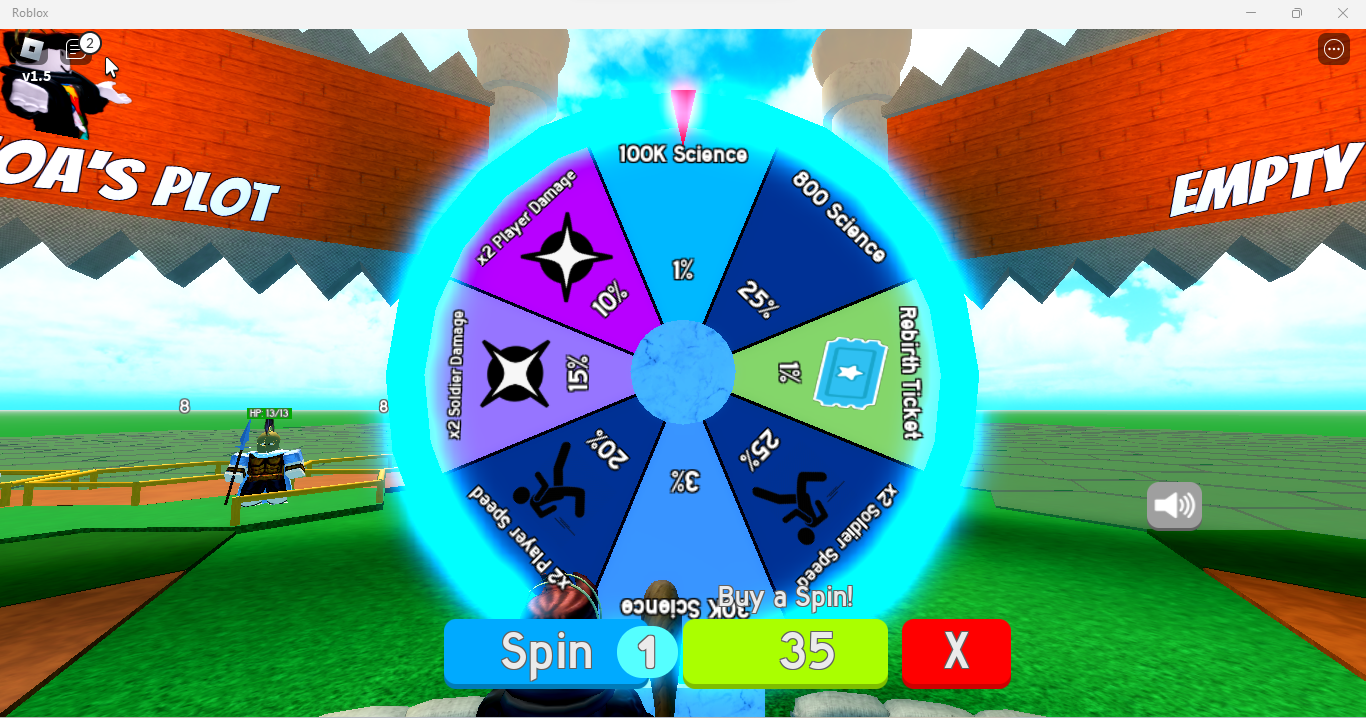 Roblox
2
v1.5
OA'S PLOT
EMPTY
100K Science
1%
800 Science
25%
Rebirth Ticket
1%
x2 Soldier Speed
25%
30K Science
3%
x2 Player Speed
20%
x2 Soldier Damage
15%
x2 Player Damage
10%
8
8
HP: 13/13
Buy a Spin!
Spin
1
35
X